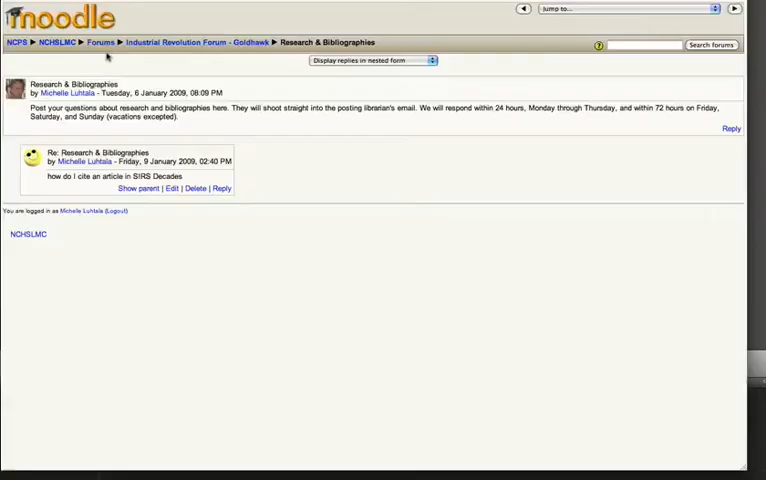 moodle
Jump to...
NCPS ► NCHSLMC ► Forums ► Industrial Revolution Forum - Goldhawk ► Research & Bibliographies
? Search forums
Display replies in nested form
Research & Bibliographies
by Michelle Luhtala - Tuesday, 6 January 2009, 08:09 PM
Post your questions about research and bibliographies here. They will shoot straight into the posting librarian's email. We will respond within 24 hours, Monday through Thursday, and within 72 hours on Friday,
Saturday, and Sunday (vacations excepted).
Reply
Re: Research & Bibliographies
by Michelle Luhtala - Friday, 9 January 2009, 02:40 PM
how do I cite an article in SIRS Decades
Show parent | Edit | Delete | Reply
You are logged in as Michelle Luhtala (Logout)
NCHSLMC